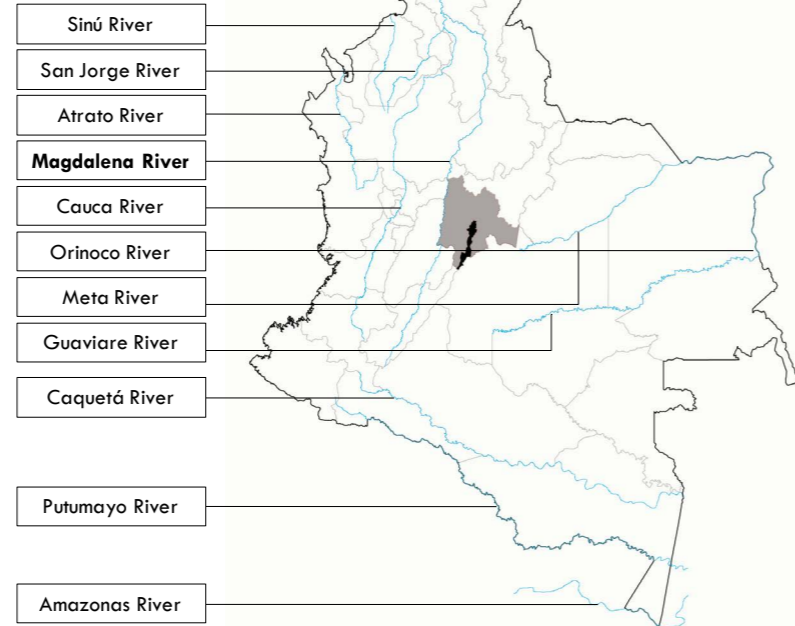 Sinú River
San Jorge River
Atrato River
Magdalena River
Cauca River
Orinoco River
Meta River
Guaviare River
Caquetá River
Putumayo River
Amazonas River